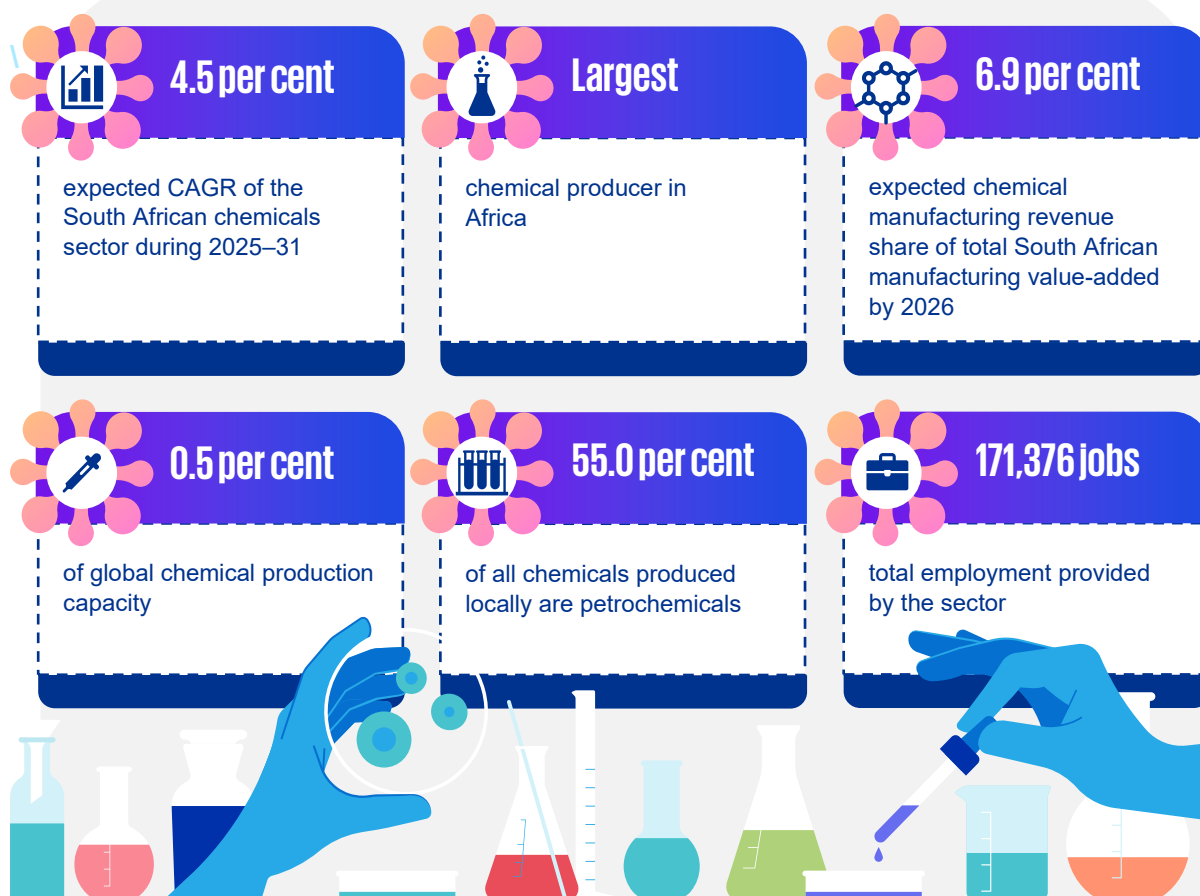 4.5 per cent
expected CAGR of the
South African chemicals
sector during 2025–31
Largest
chemical producer in
Africa
6.9 per cent
expected chemical
manufacturing revenue
share of total South African
manufacturing value-added
by 2026
0.5 per cent
of global chemical production
capacity
55.0 per cent
of all chemicals produced
locally are petrochemicals
171,376 jobs
total employment provided
by the sector